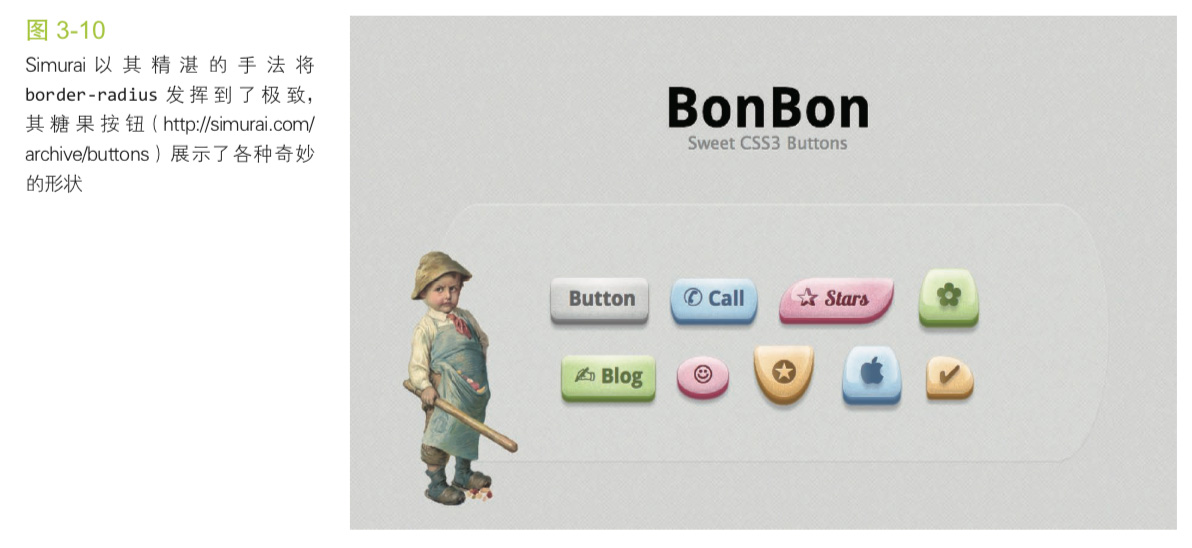 图 3-10
Simurai 以其精湛的手法将
border-radius 发挥到了极致，
其糖果按钮（http://simurai.com/
archive/buttons）展示了各种奇妙
的形状
BonBon
Sweet CSS3 Buttons
Button
✆ Call
☆ Stars
✍ Blog